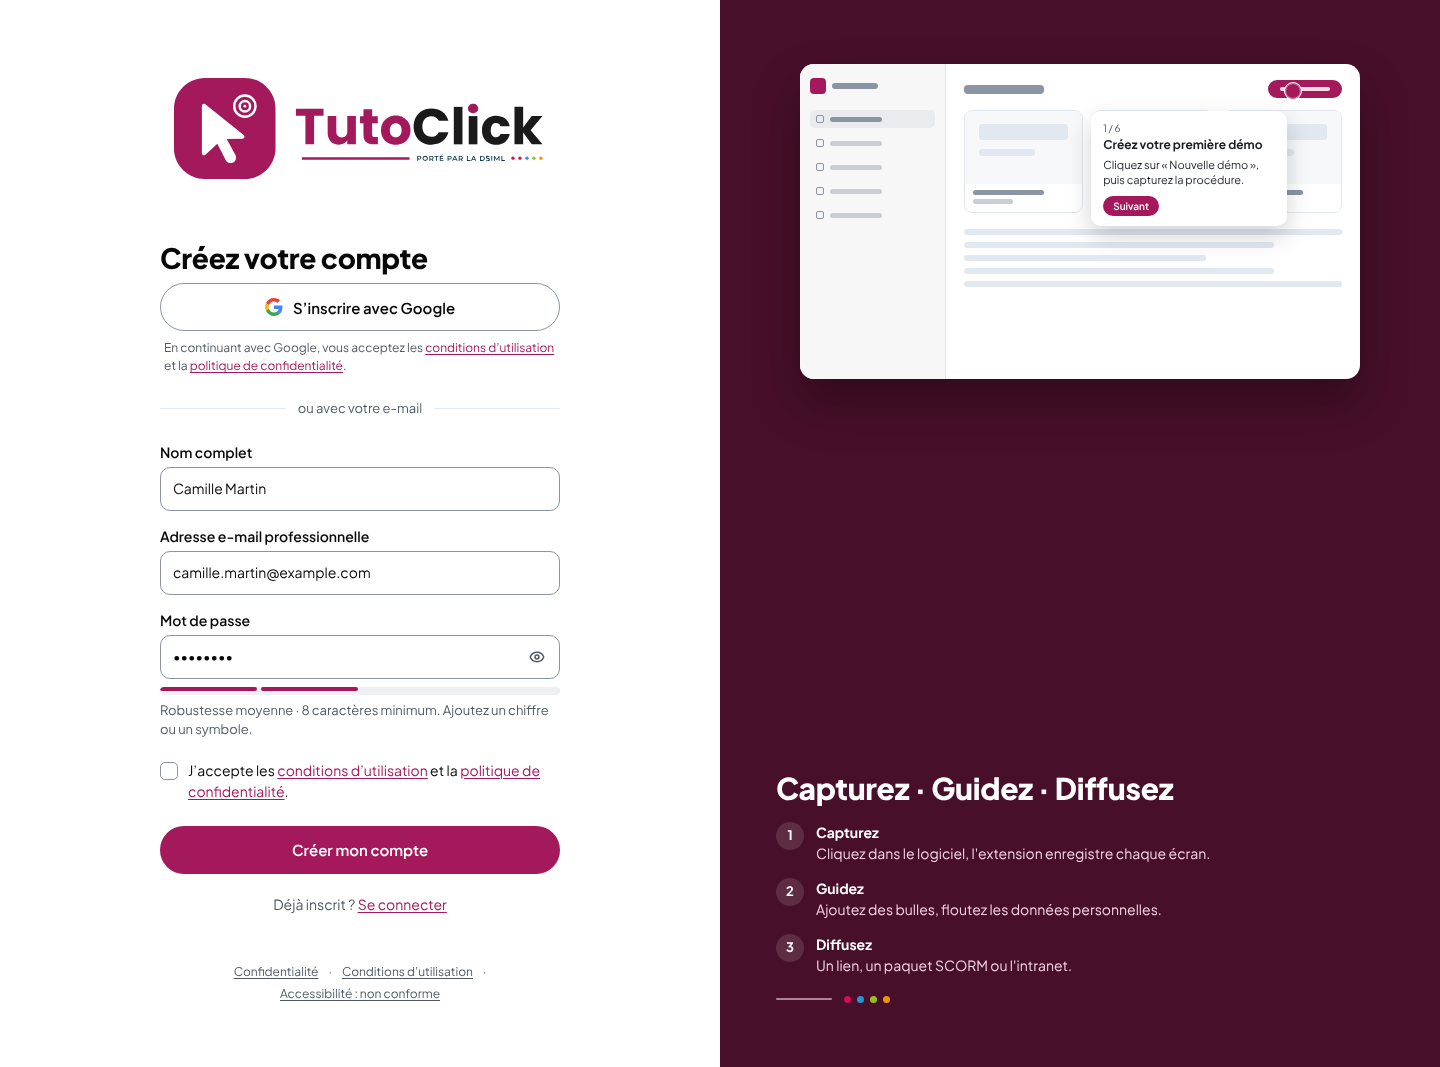 TutoClick
PORTÉ PAR LA DSIML
Créez votre compte
S’inscrire avec Google
En continuant avec Google, vous acceptez les conditions d’utilisation
et la politique de confidentialité.
ou avec votre e-mail
Nom complet
Camille Martin
Adresse e-mail professionnelle
camille.martin@example.com
Mot de passe
••••••••
Robustesse moyenne · 8 caractères minimum. Ajoutez un chiffre
ou un symbole.
J’accepte les conditions d’utilisation et la politique de
confidentialité.
Créer mon compte
Déjà inscrit ? Se connecter
Confidentialité · Conditions d’utilisation ·
Accessibilité : non conforme
1 / 6
Créez votre première démo
Cliquez sur « Nouvelle démo »,
puis capturez la procédure.
Suivant
Capturez · Guidez · Diffusez
1 Capturez
Cliquez dans le logiciel, l'extension enregistre chaque écran.
2 Guidez
Ajoutez des bulles, floutez les données personnelles.
3 Diffusez
Un lien, un paquet SCORM ou l'intranet.